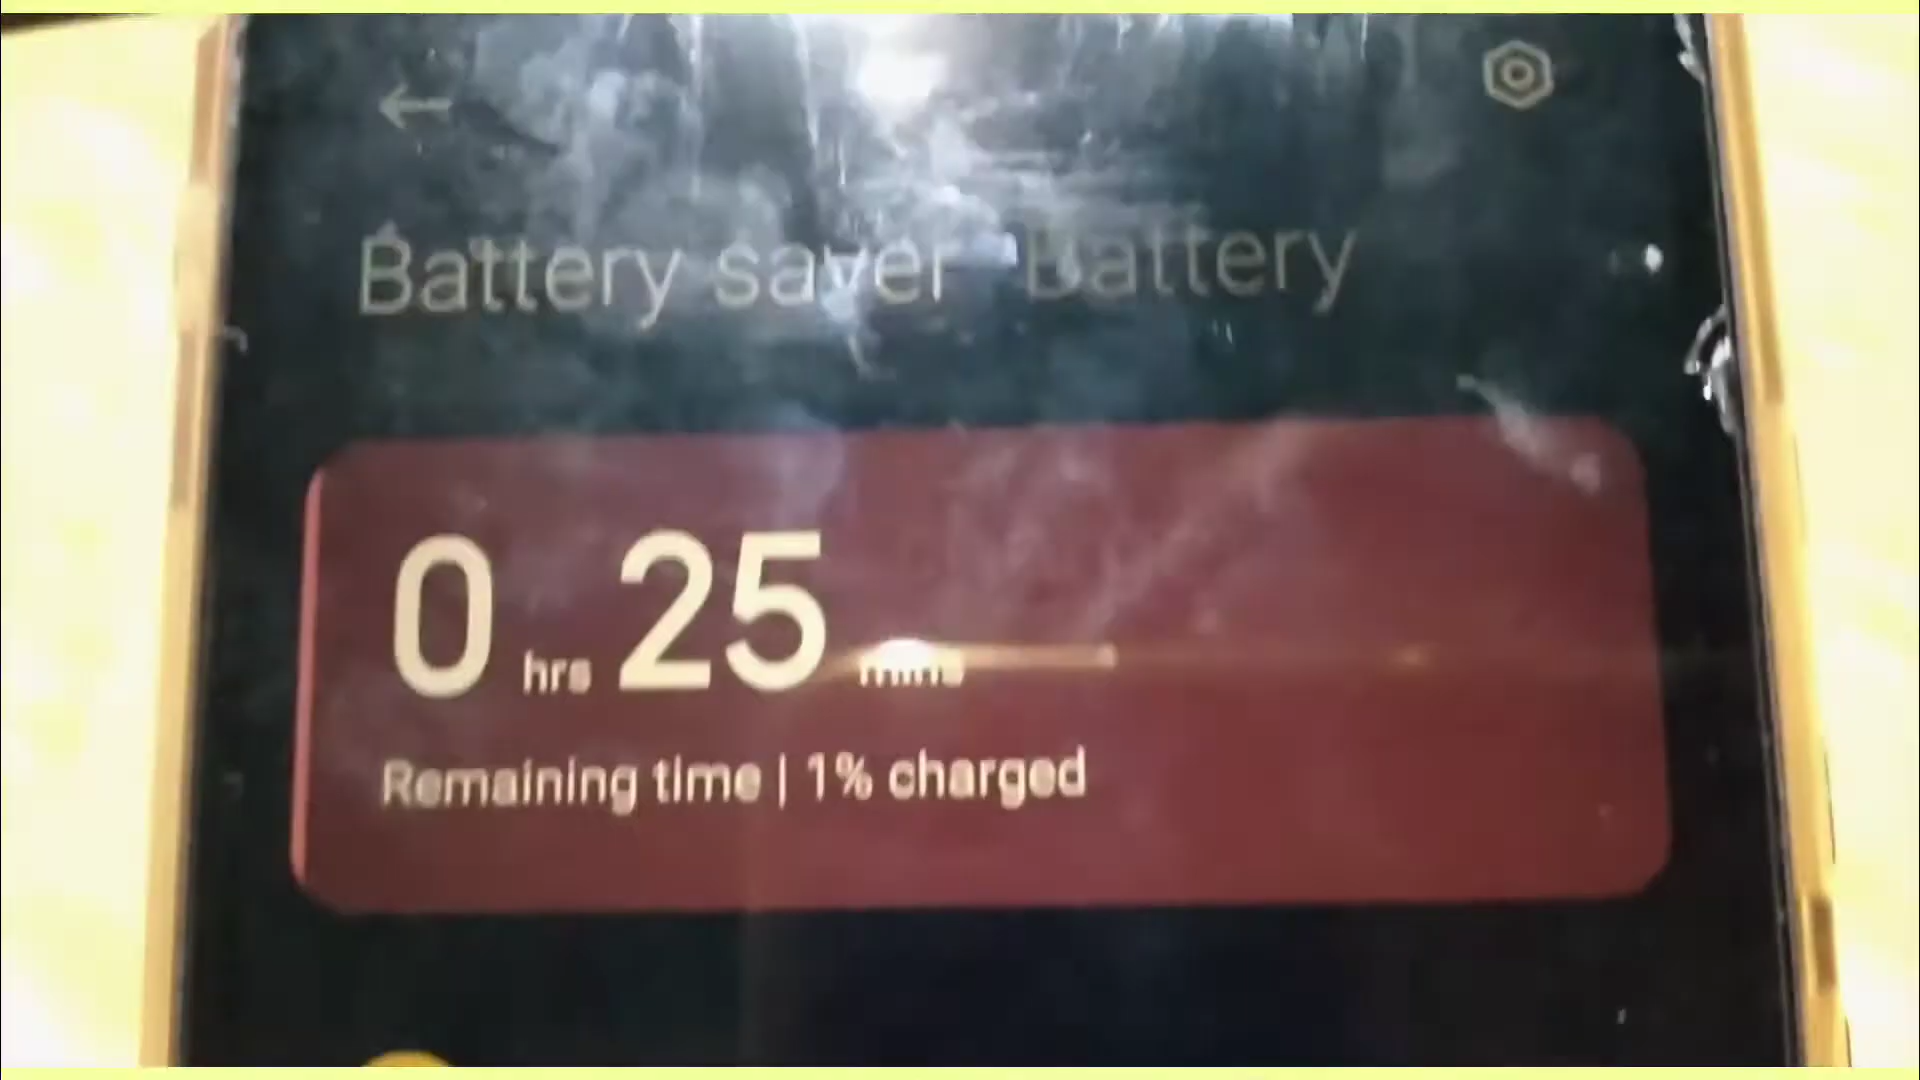 Battery saver Battery
0 hrs 25 mins
Remaining time | 1% charged